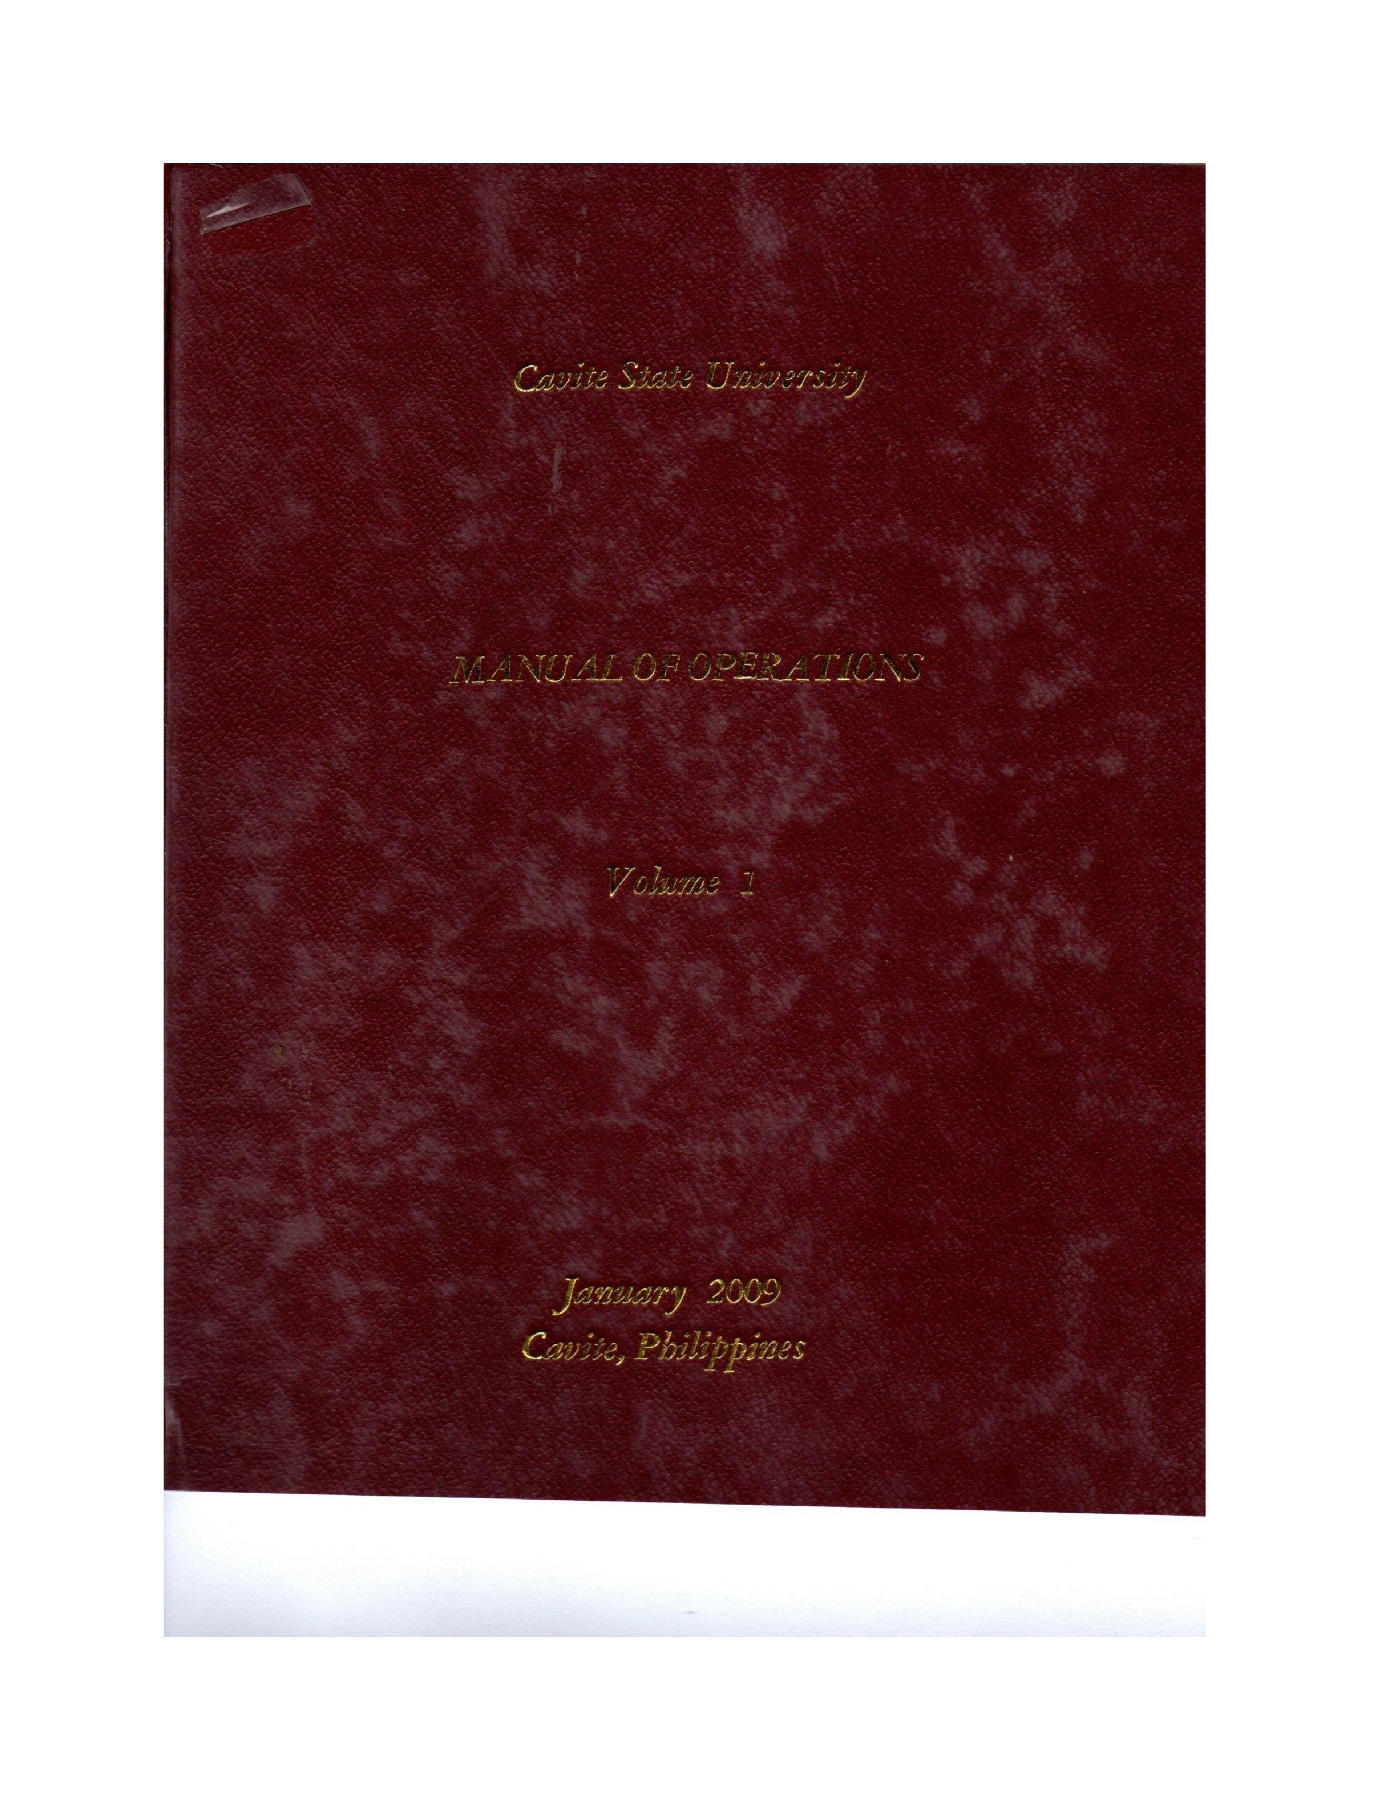 Cavite State University
MANUAL OF OPERATIONS
Volume 1
January 2009
Cavite, Philippines